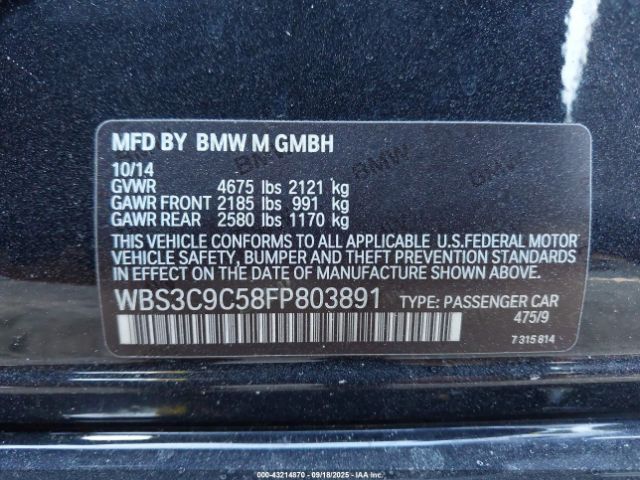 MFD BY BMW M GMBH
10/14
GVWR 4675 lbs 2121 kg
GAWR FRONT 2185 lbs 991 kg
GAWR REAR 2580 lbs 1170 kg
THIS VEHICLE CONFORMS TO ALL APPLICABLE U.S.FEDERAL MOTOR
VEHICLE SAFETY, BUMPER AND THEFT PREVENTION STANDARDS
IN EFFECT ON THE DATE OF MANUFACTURE SHOWN ABOVE.
WBS3C9C58FP803891 TYPE: PASSENGER CAR
475/9
7 315 814
000-43214870 - 09/18/2025 - IAAI.COM